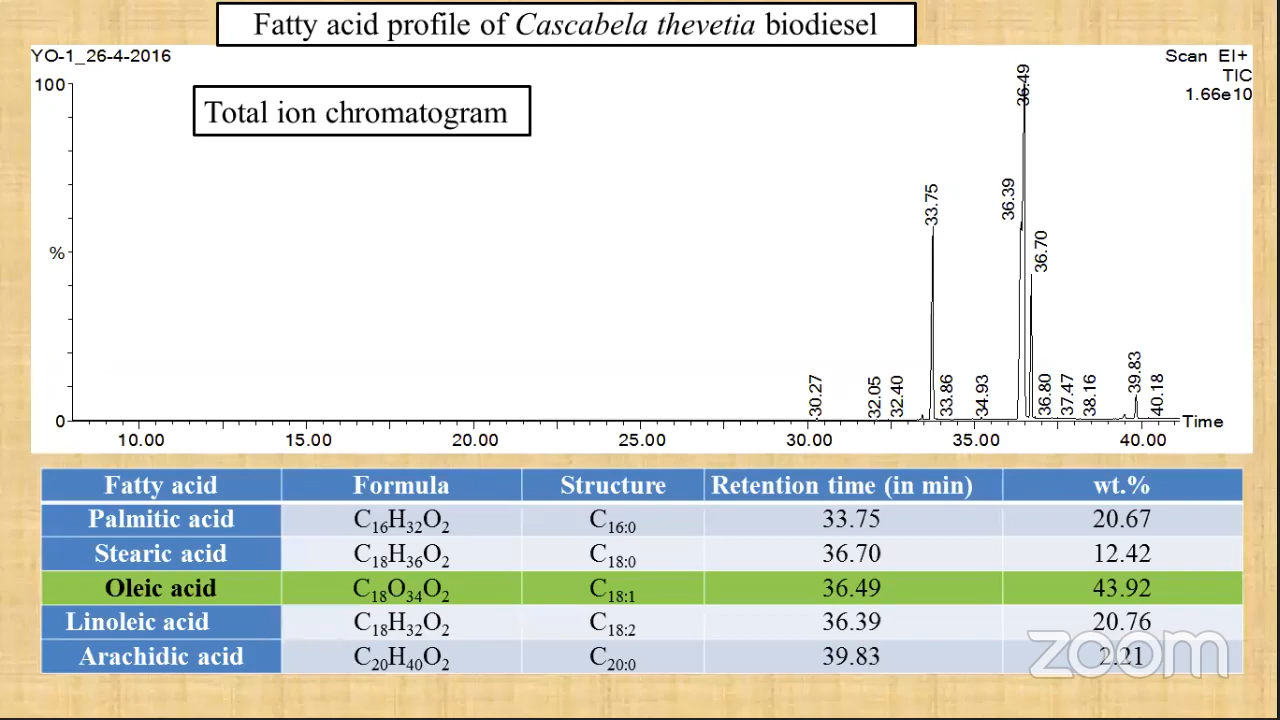 Fatty acid profile of Cascabela thevetia biodiesel
YO-1_26-4-2016
Scan EI+
TIC
1.66e10
Total ion chromatogram
100
%
0
30.27
32.05
32.40
33.75
33.86
34.93
36.39
36.49
36.70
36.80
37.47
38.16
39.83
40.18
Time
10.00 15.00 20.00 25.00 30.00 35.00 40.00
Fatty acid Formula Structure Retention time (in min) wt.%
Palmitic acid C₁₆H₃₂O₂ C₁₆:₀ 33.75 20.67
Stearic acid C₁₈H₃₆O₂ C₁₈:₀ 36.70 12.42
Oleic acid C₁₈O₃₄O₂ C₁₈:₁ 36.49 43.92
Linoleic acid C₁₈H₃₂O₂ C₁₈:₂ 36.39 20.76
Arachidic acid C₂₀H₄₀O₂ C₂₀:₀ 39.83 2.21
zoom